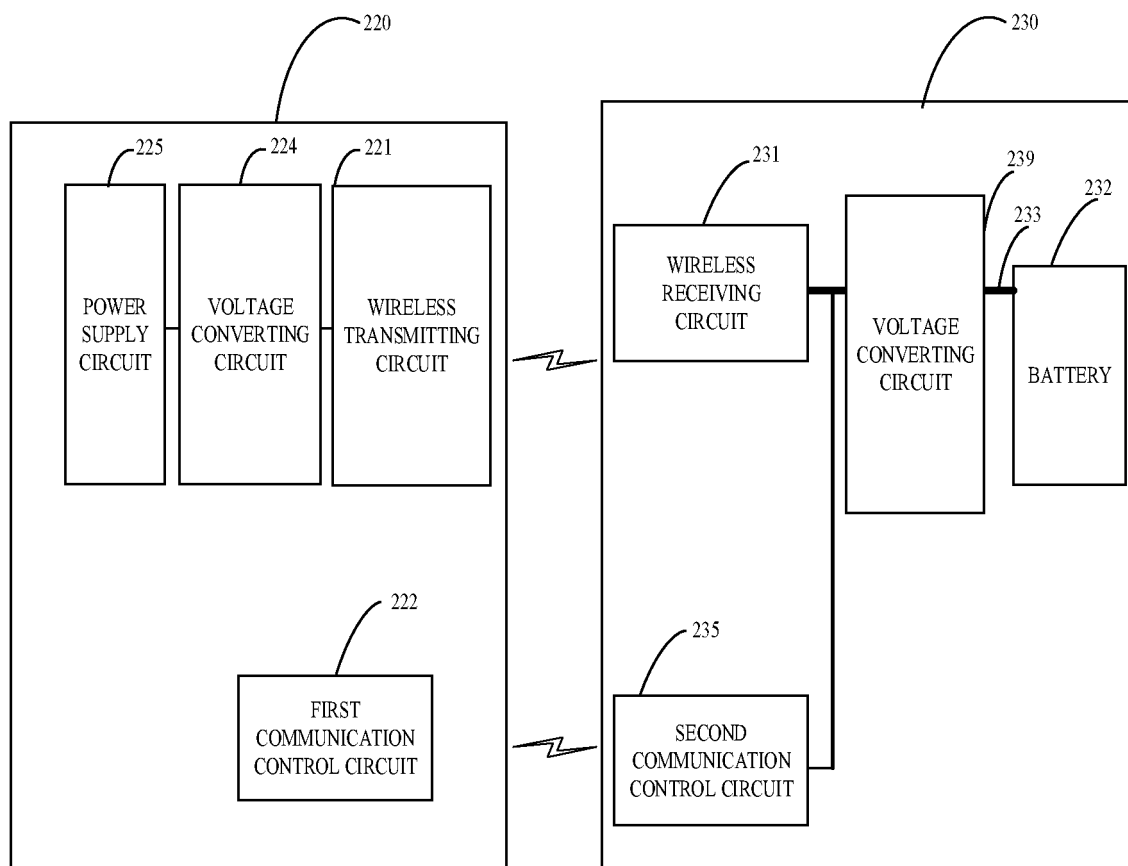 220
230
225
224
221
231
239
232
233
POWER
SUPPLY
CIRCUIT
VOLTAGE
CONVERTING
CIRCUIT
WIRELESS
TRANSMITTING
CIRCUIT
WIRELESS
RECEIVING
CIRCUIT
VOLTAGE
CONVERTING
CIRCUIT
BATTERY
222
235
FIRST
COMMUNICATION
CONTROL CIRCUIT
SECOND
COMMUNICATION
CONTROL CIRCUIT